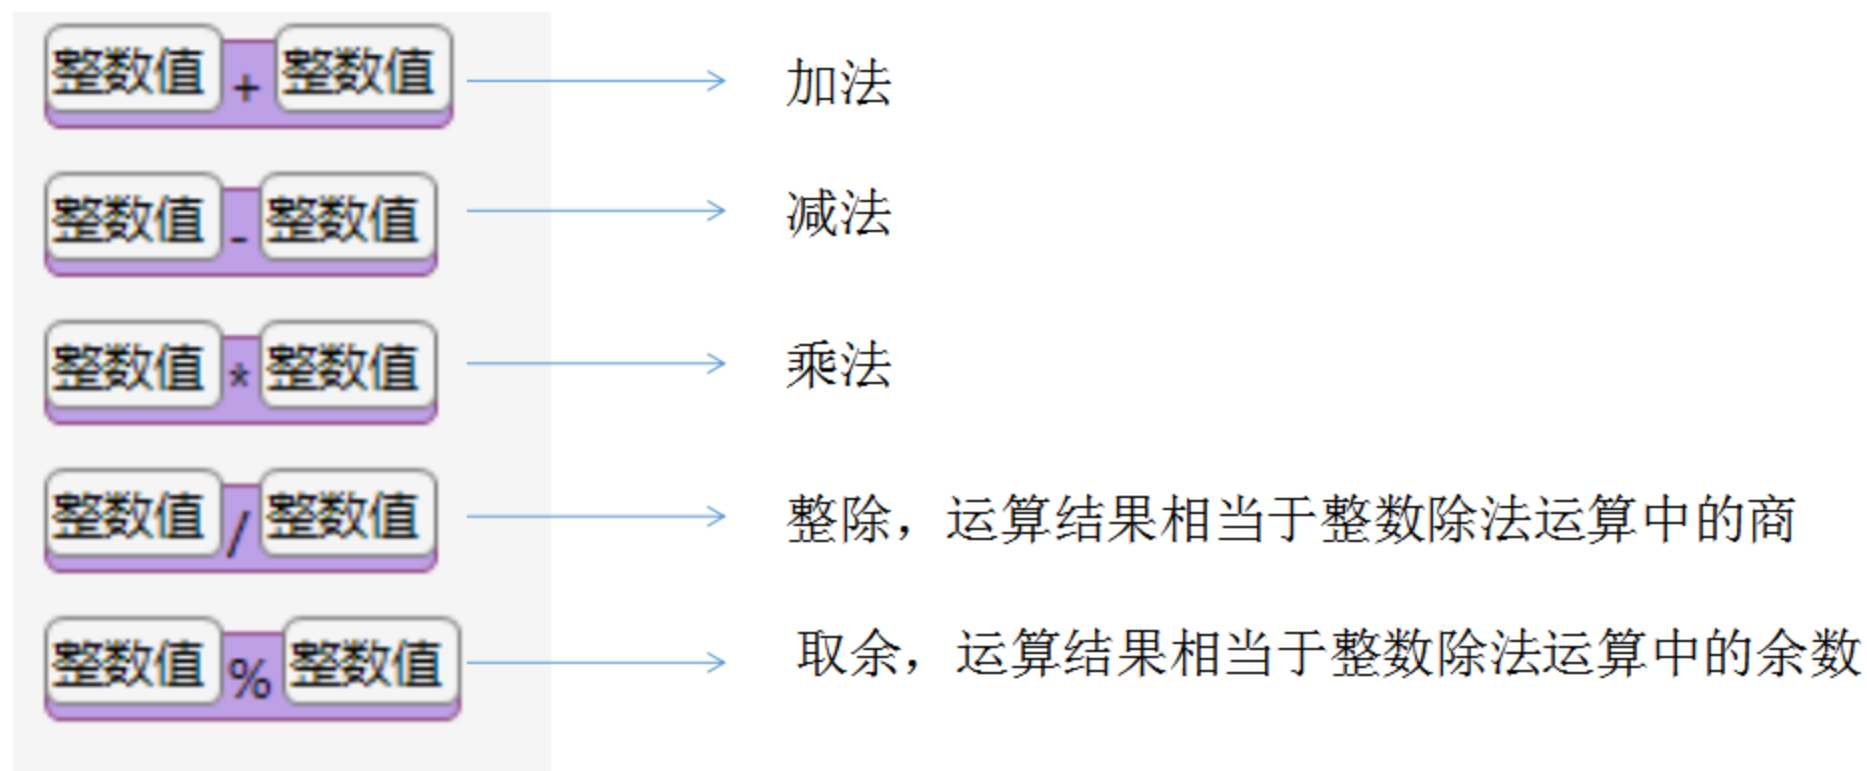 整数值 + 整数值 加法
整数值 - 整数值 减法
整数值 * 整数值 乘法
整数值 / 整数值 整除，运算结果相当于整数除法运算中的商
整数值 % 整数值 取余，运算结果相当于整数除法运算中的余数